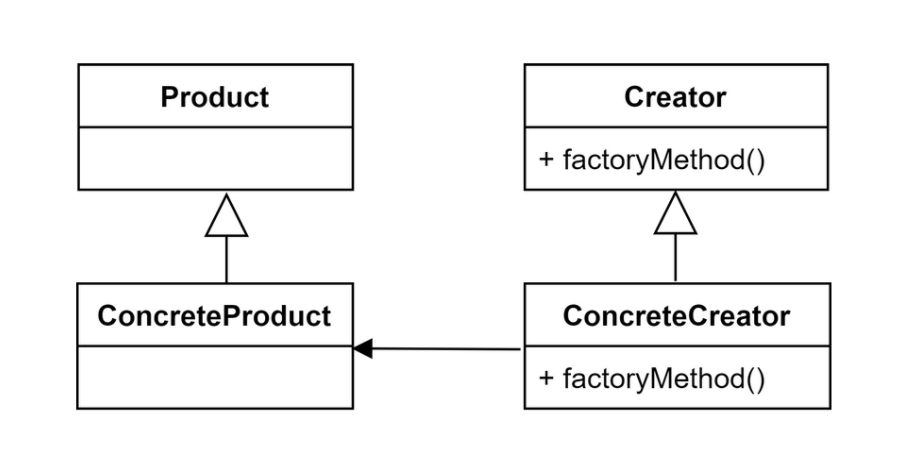 Product
Creator
+ factoryMethod()
ConcreteProduct
ConcreteCreator
+ factoryMethod()